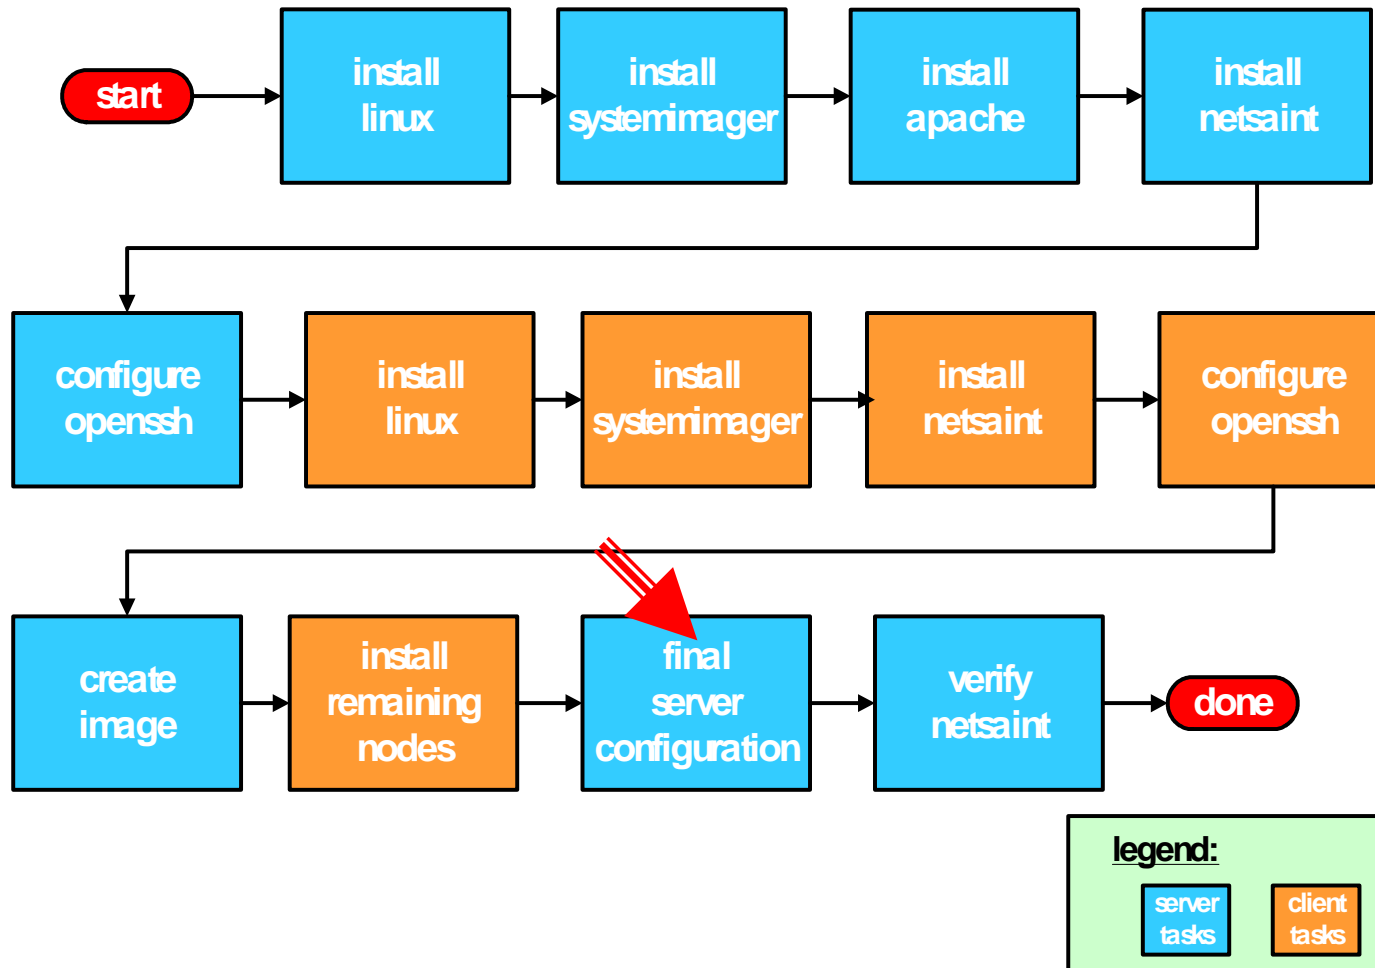 start
install
linux
install
systemimager
install
apache
install
netsaint
configure
openssh
install
linux
install
systemimager
install
netsaint
configure
openssh
create
image
install
remaining
nodes
final
server
configuration
verify
netsaint
done
legend:
server
tasks
client
tasks